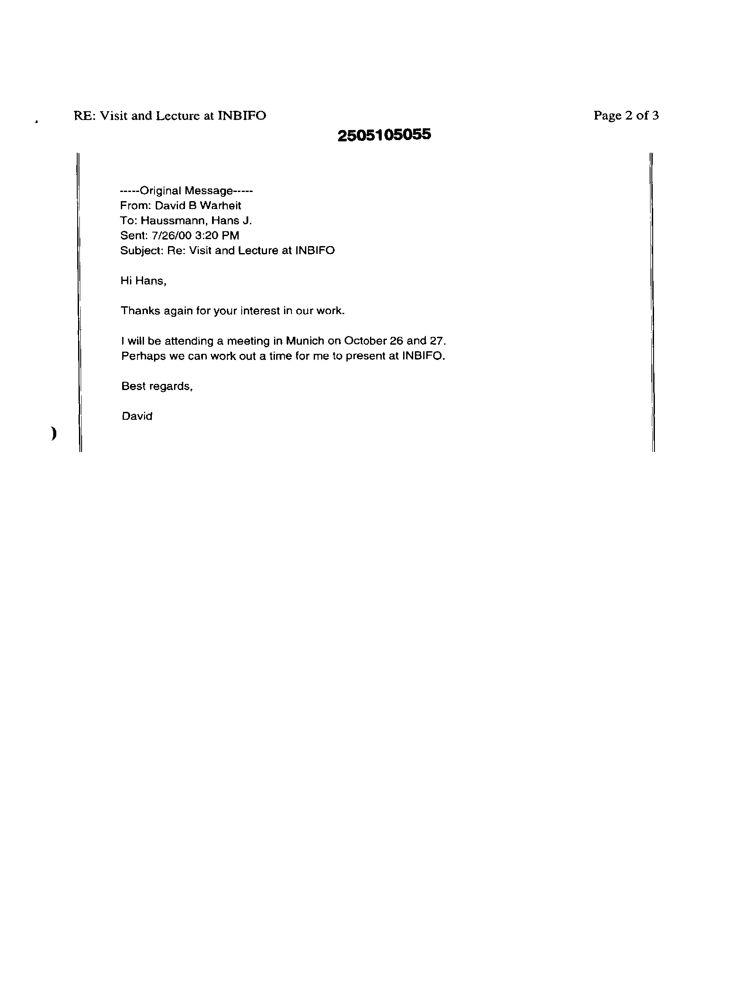 RE: Visit and Lecture at INBIFO Page 2 of 3
2505105055
-----Original Message-----
From: David B Warheit
To: Haussmann, Hans J.
Sent: 7/26/00 3:20 PM
Subject: Re: Visit and Lecture at INBIFO
Hi Hans,
Thanks again for your interest in our work.
I will be attending a meeting in Munich on October 26 and 27.
Perhaps we can work out a time for me to present at INBIFO.
Best regards,
David
)